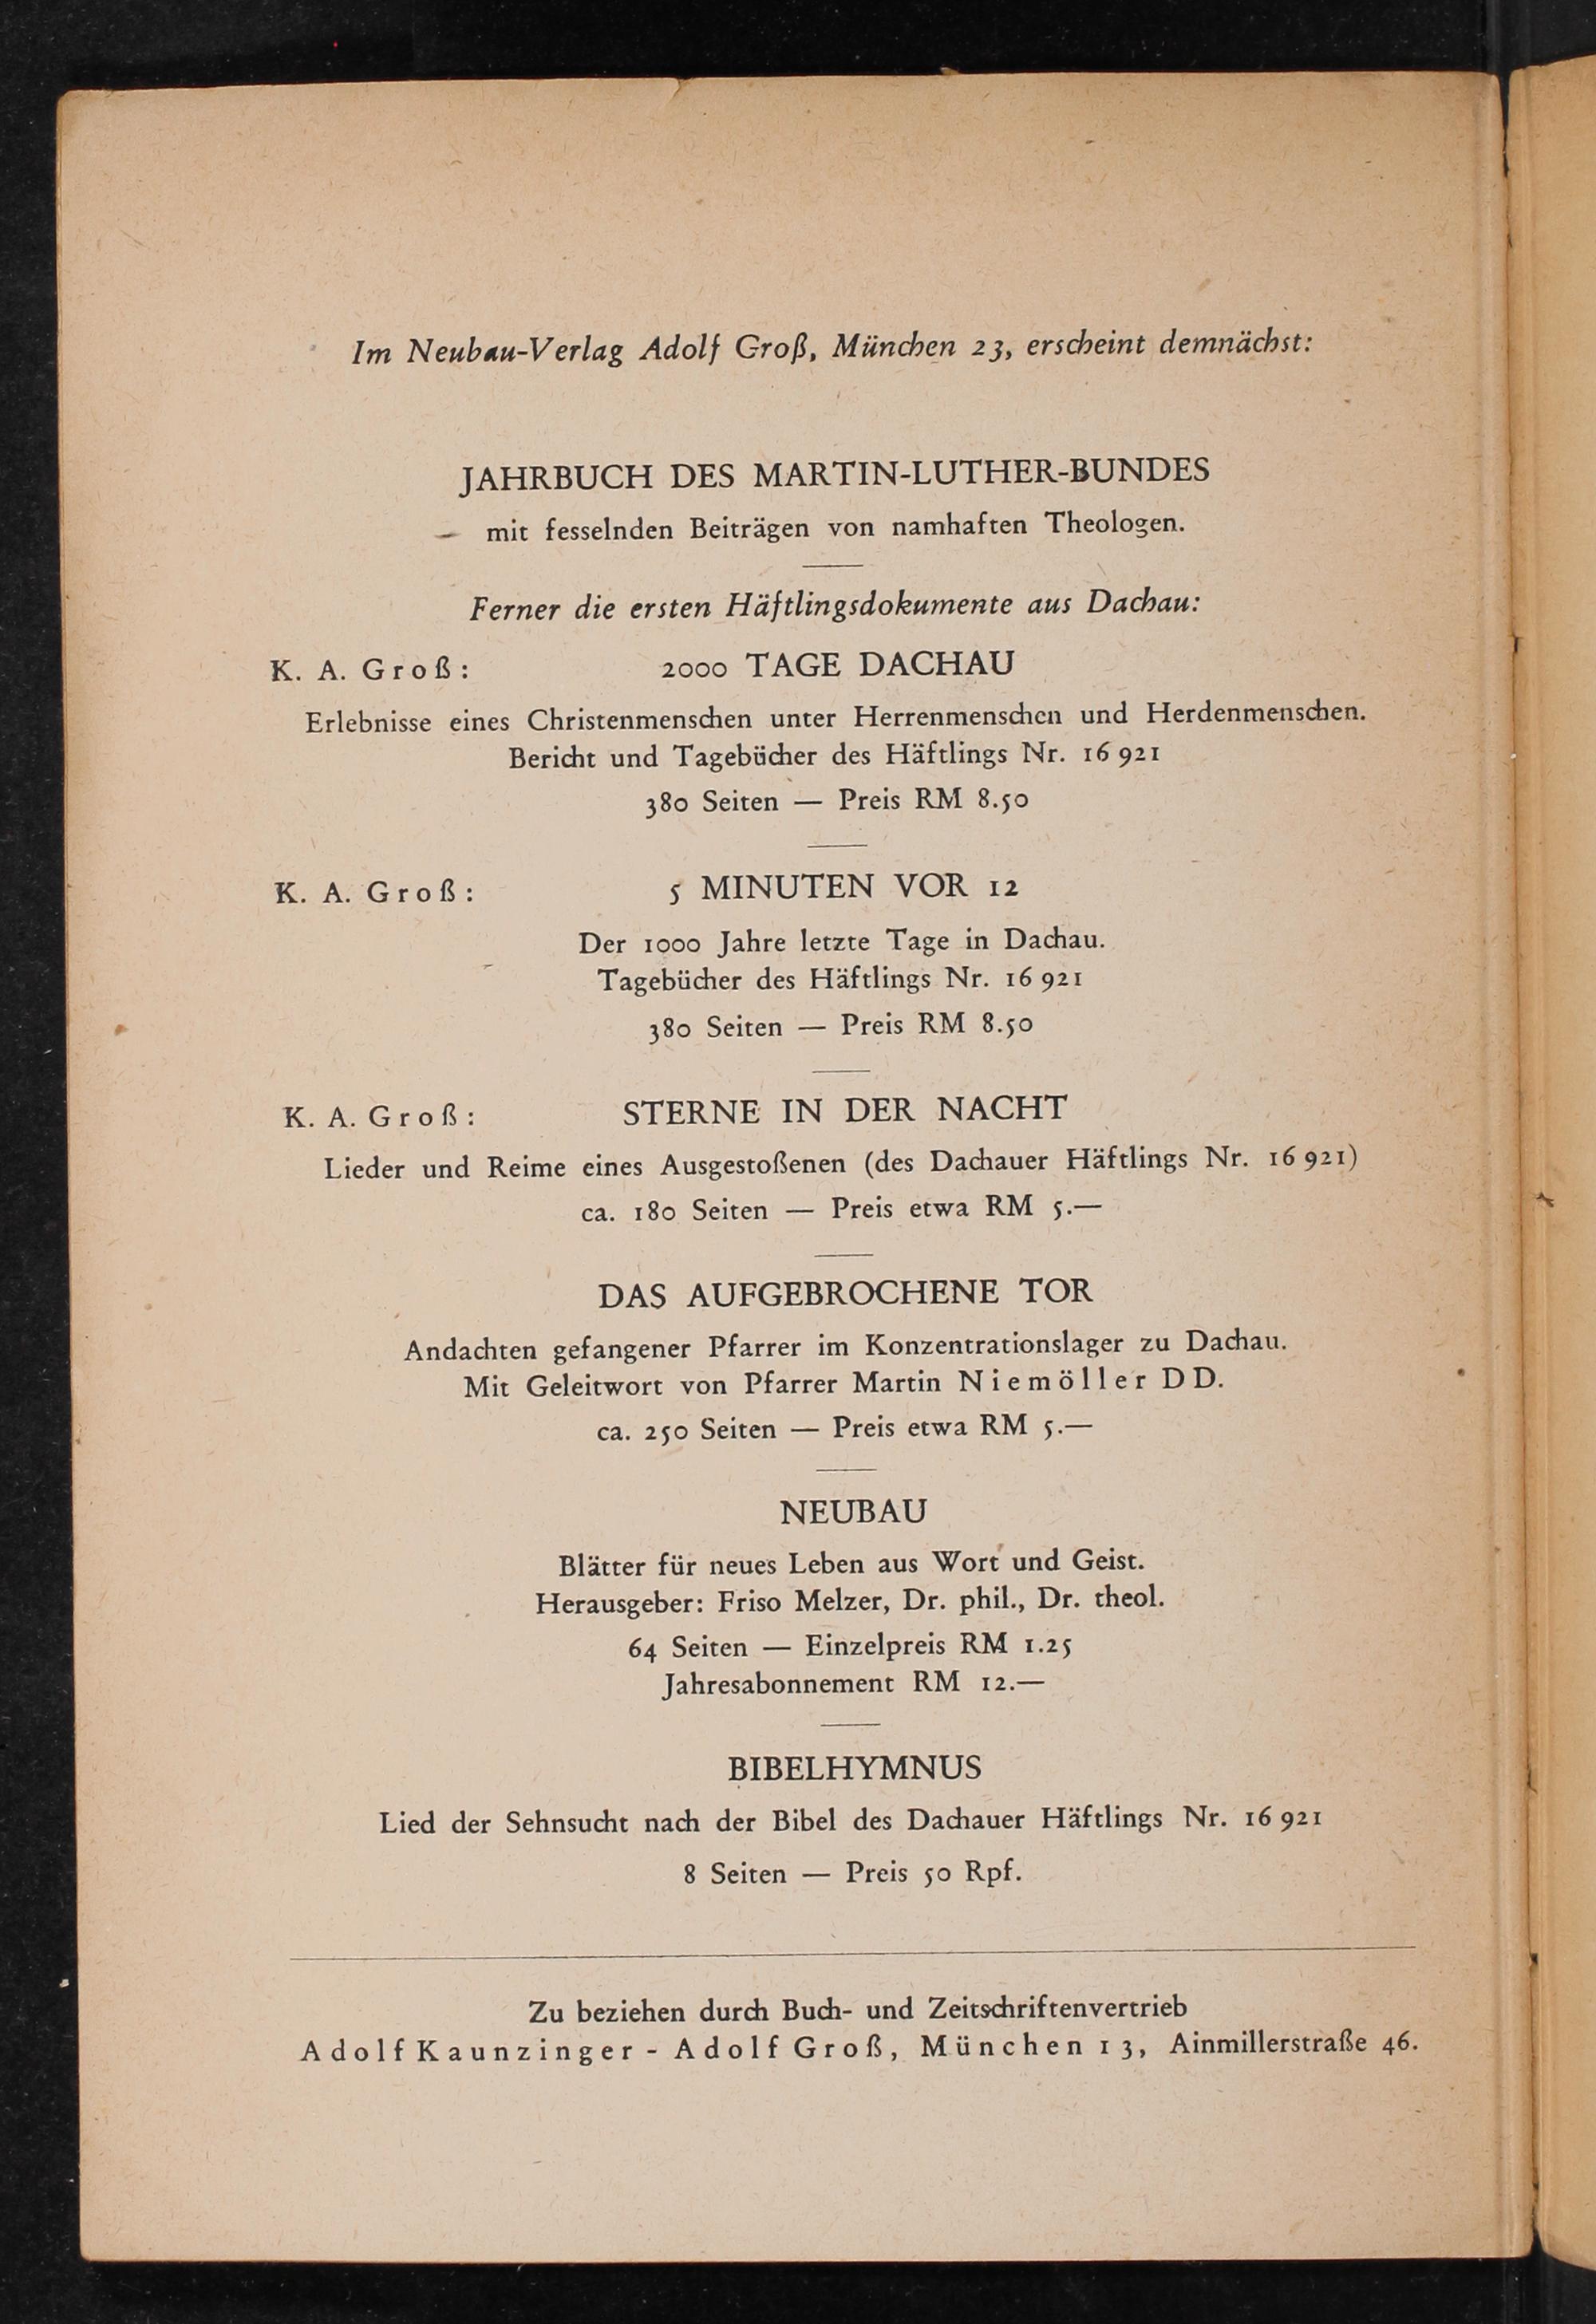 Im Neubau-Verlag Adolf Groß, München 23, erscheint demnächst:
JAHRBUCH DES MARTIN-LUTHER-BUNDES
mit fesselnden Beiträgen von namhaften Theologen.
Ferner die ersten Häftlingsdokumente aus Dachau:
K. A. Groß: 2000 TAGE DACHAU
Erlebnisse eines Christenmenschen unter Herrenmenschen und Herdenmenschen.
Bericht und Tagebücher des Häftlings Nr. 16 921
380 Seiten — Preis RM 8.50
K. A. Groß: 5 MINUTEN VOR 12
Der 1000 Jahre letzte Tage in Dachau.
Tagebücher des Häftlings Nr. 16 921
380 Seiten — Preis RM 8.50
K. A. Groß: STERNE IN DER NACHT
Lieder und Reime eines Ausgestoßenen (des Dachauer Häftlings Nr. 16 921)
ca. 180 Seiten — Preis etwa RM 5.—
DAS AUFGEBROCHENE TOR
Andachten gefangener Pfarrer im Konzentrationslager zu Dachau.
Mit Geleitwort von Pfarrer Martin Niemöller DD.
ca. 250 Seiten — Preis etwa RM 5.—
NEUBAU
Blätter für neues Leben aus Wort und Geist.
Herausgeber: Friso Melzer, Dr. phil., Dr. theol.
64 Seiten — Einzelpreis RM 1.25
Jahresabonnement RM 12.—
BIBELHYMNUS
Lied der Sehnsucht nach der Bibel des Dachauer Häftlings Nr. 16 921
8 Seiten — Preis 50 Rpf.
Zu beziehen durch Buch- und Zeitschriftenvertrieb
Adolf Kaunzinger - Adolf Groß, München 13, Ainmillerstraße 46.